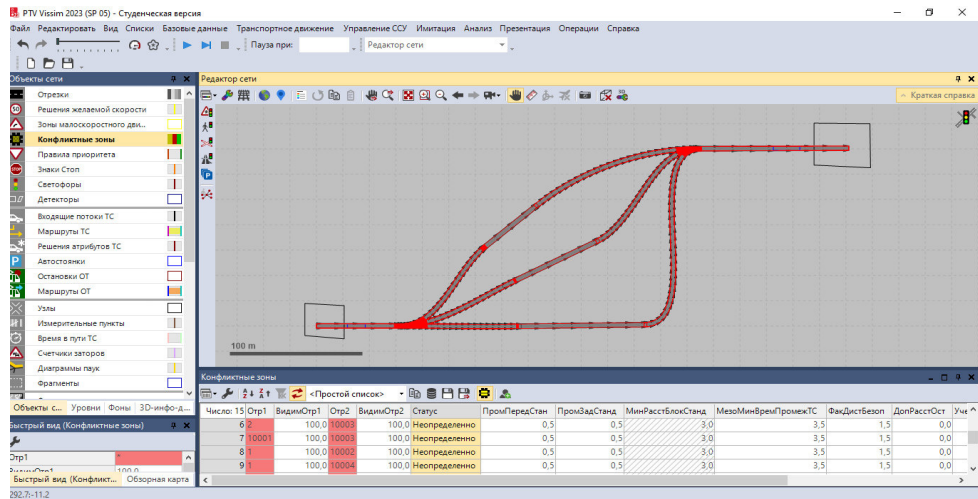 PTV Vissim 2023 (SP 05) - Студенческая версия
Файл Редактировать Вид Списки Базовые данные Транспортное движение Управление ССУ Имитация Анализ Презентация Операции Справка
Пауза при: Редактор сети
Объекты сети
Отрезки
Решения желаемой скорости
Зоны малоскоростного дви...
Конфликтные зоны
Правила приоритета
Знаки Стоп
Светофоры
Детекторы
Входящие потоки ТС
Маршруты ТС
Решения атрибутов ТС
Автостоянки
Остановки ОТ
Маршруты ОТ
Узлы
Измерительные пункты
Время в пути ТС
Счетчики заторов
Диаграммы паук
Фрагменты
Объекты с... Уровни Фоны 3D-инфо-д...
Быстрый вид (Конфликтные зоны)
Отр1 *
ВидимОтр1 100,0
Быстрый вид (Конфликт... Обзорная карта
292.7:-11.2
Редактор сети
Краткая справка
100 m
Конфликтные зоны
<Простой список>
Число: 15 Отр1 ВидимОтр1 Отр2 ВидимОтр2 Статус ПромПередСтан ПромЗадСтанд МинРасстБлокСтанд МезоМинВремПромежТС ФакДистБезоп ДопРасстОст Уче
6 2 100,0 10003 100,0 Неопределенно 0,5 0,5 3,0 3,5 1,5 0,0
7 10001 100,0 10003 100,0 Неопределенно 0,5 0,5 3,0 3,5 1,5 0,0
8 1 100,0 10002 100,0 Неопределенно 0,5 0,5 3,0 3,5 1,5 0,0
9 1 100,0 10004 100,0 Неопределенно 0,5 0,5 3,0 3,5 1,5 0,0